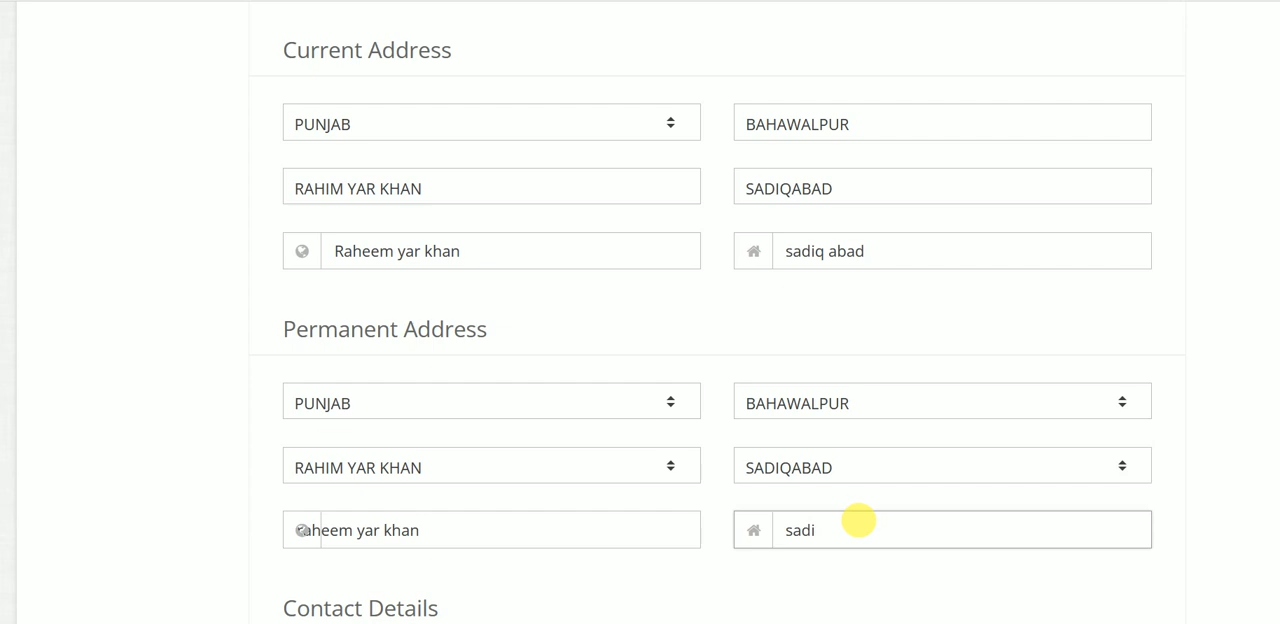 Current Address
PUNJAB BAHAWALPUR
RAHIM YAR KHAN SADIQABAD
Raheem yar khan sadiq abad
Permanent Address
PUNJAB BAHAWALPUR
RAHIM YAR KHAN SADIQABAD
raheem yar khan sadi
Contact Details